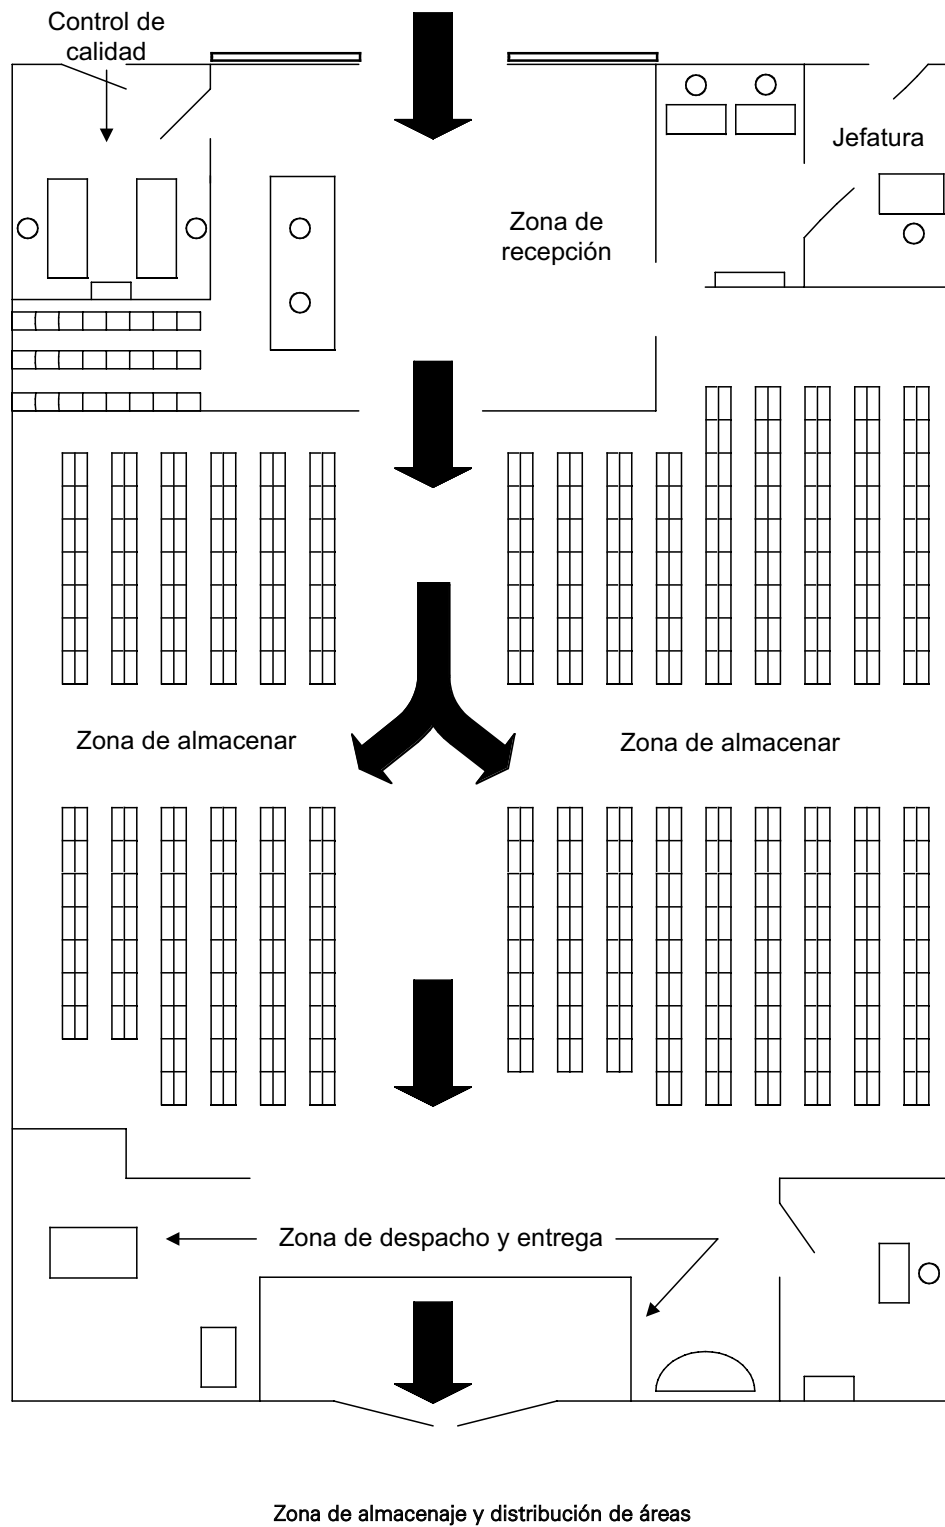 Control de
calidad
Jefatura
Zona de
recepción
Zona de almacenar
Zona de almacenar
Zona de despacho y entrega
Zona de almacenaje y distribución de áreas